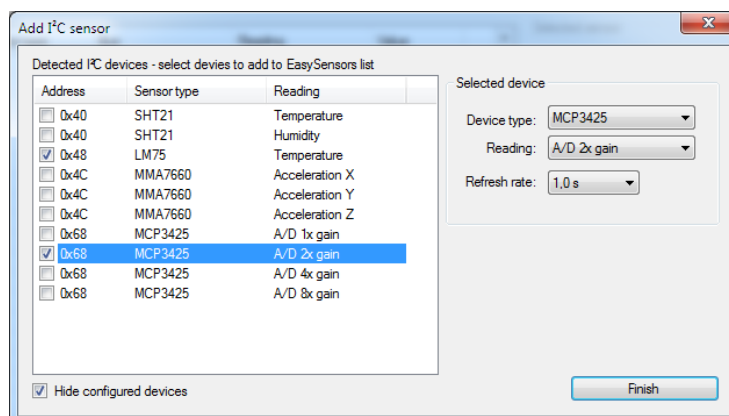 Add I²C sensor
Detected I²C devices - select devies to add to EasySensors list
Address Sensor type Reading
0x40 SHT21 Temperature
0x40 SHT21 Humidity
0x48 LM75 Temperature
0x4C MMA7660 Acceleration X
0x4C MMA7660 Acceleration Y
0x4C MMA7660 Acceleration Z
0x68 MCP3425 A/D 1x gain
0x68 MCP3425 A/D 2x gain
0x68 MCP3425 A/D 4x gain
0x68 MCP3425 A/D 8x gain
Hide configured devices
Selected device
Device type: MCP3425
Reading: A/D 2x gain
Refresh rate: 1,0 s
Finish